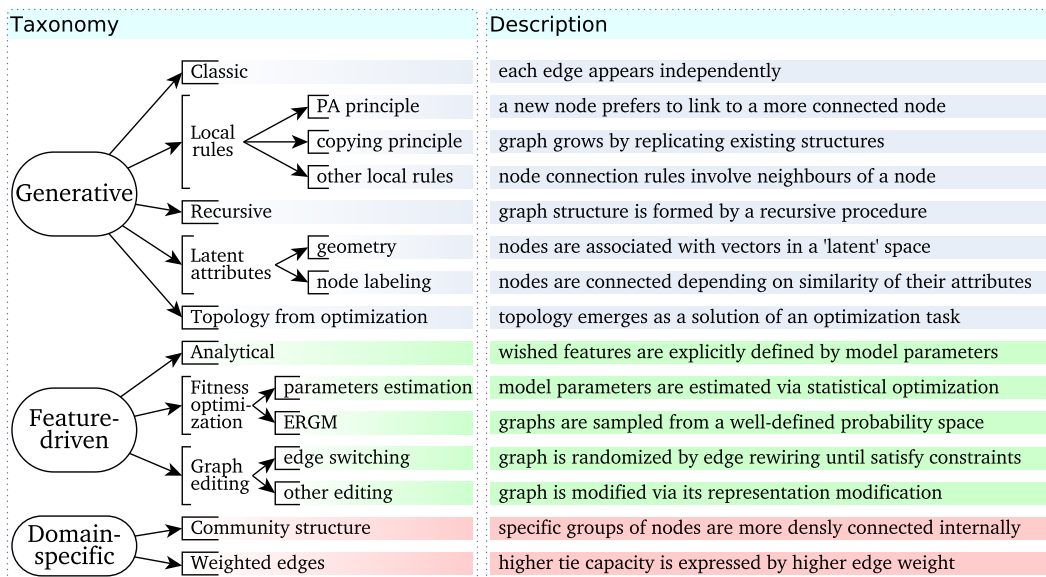 Taxonomy Description
Classic each edge appears independently
PA principle a new node prefers to link to a more connected node
Local
rules
copying principle graph grows by replicating existing structures
other local rules node connection rules involve neighbours of a node
Generative
Recursive graph structure is formed by a recursive procedure
Latent
attributes
geometry nodes are associated with vectors in a 'latent' space
node labeling nodes are connected depending on similarity of their attributes
Topology from optimization topology emerges as a solution of an optimization task
Analytical wished features are explicitly defined by model parameters
Feature-
driven
Fitness
optimi-
zation
parameters estimation model parameters are estimated via statistical optimization
ERGM graphs are sampled from a well-defined probability space
Graph
editing
edge switching graph is randomized by edge rewiring until satisfy constraints
other editing graph is modified via its representation modification
Domain-
specific
Community structure specific groups of nodes are more densly connected internally
Weighted edges higher tie capacity is expressed by higher edge weight